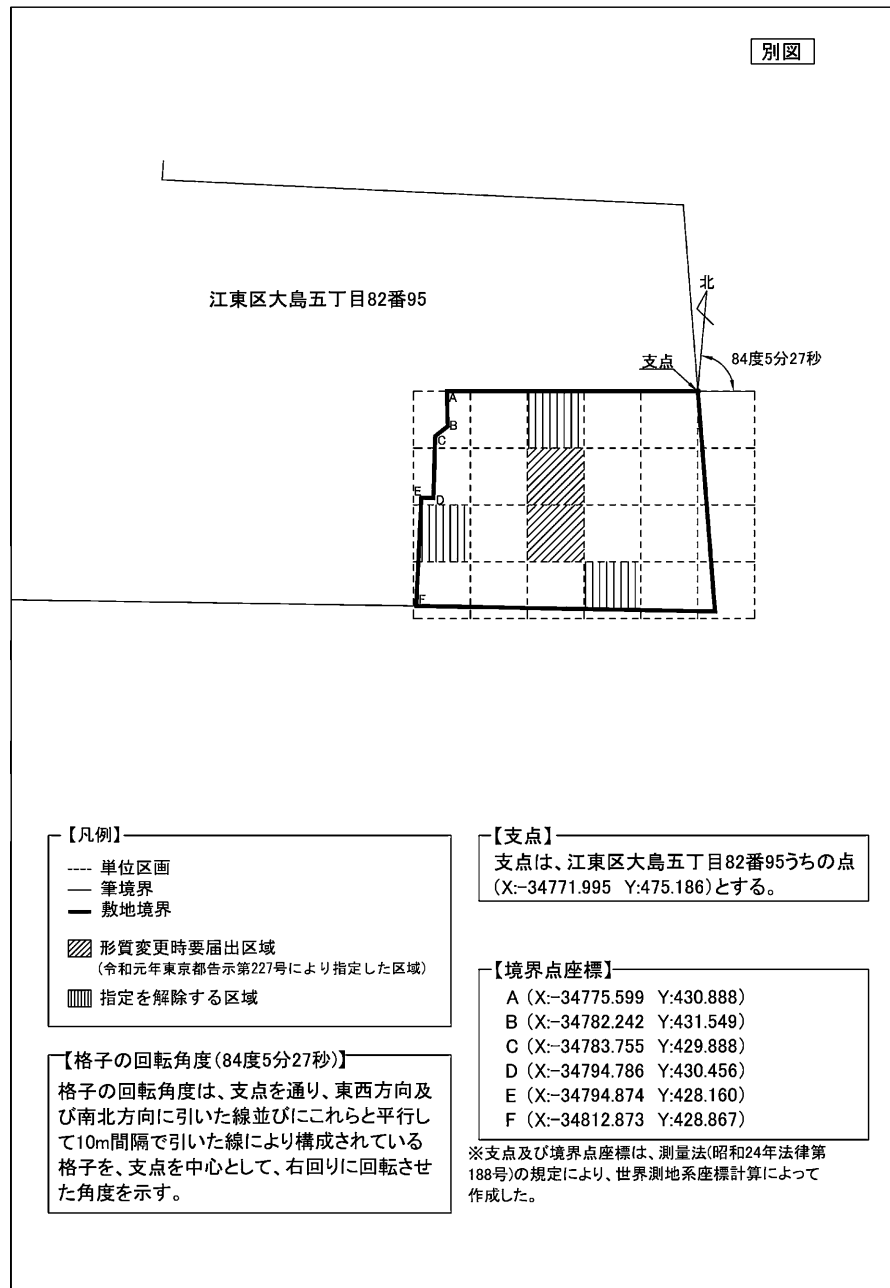 別図
江東区大島五丁目82番95
北
支点
84度5分27秒
A
B
C
E
D
F
【凡例】
---- 単位区画
── 筆境界
━━ 敷地境界
形質変更時要届出区域
(令和元年東京都告示第227号により指定した区域)
指定を解除する区域
【格子の回転角度(84度5分27秒)】
格子の回転角度は、支点を通り、東西方向及
び南北方向に引いた線並びにこれらと平行し
て10m間隔で引いた線により構成されている
格子を、支点を中心として、右回りに回転させ
た角度を示す。
【支点】
支点は、江東区大島五丁目82番95うちの点
(X:-34771.995 Y:475.186)とする。
【境界点座標】
A (X:-34775.599 Y:430.888)
B (X:-34782.242 Y:431.549)
C (X:-34783.755 Y:429.888)
D (X:-34794.786 Y:430.456)
E (X:-34794.874 Y:428.160)
F (X:-34812.873 Y:428.867)
※支点及び境界点座標は、測量法(昭和24年法律第
188号)の規定により、世界測地系座標計算によって
作成した。